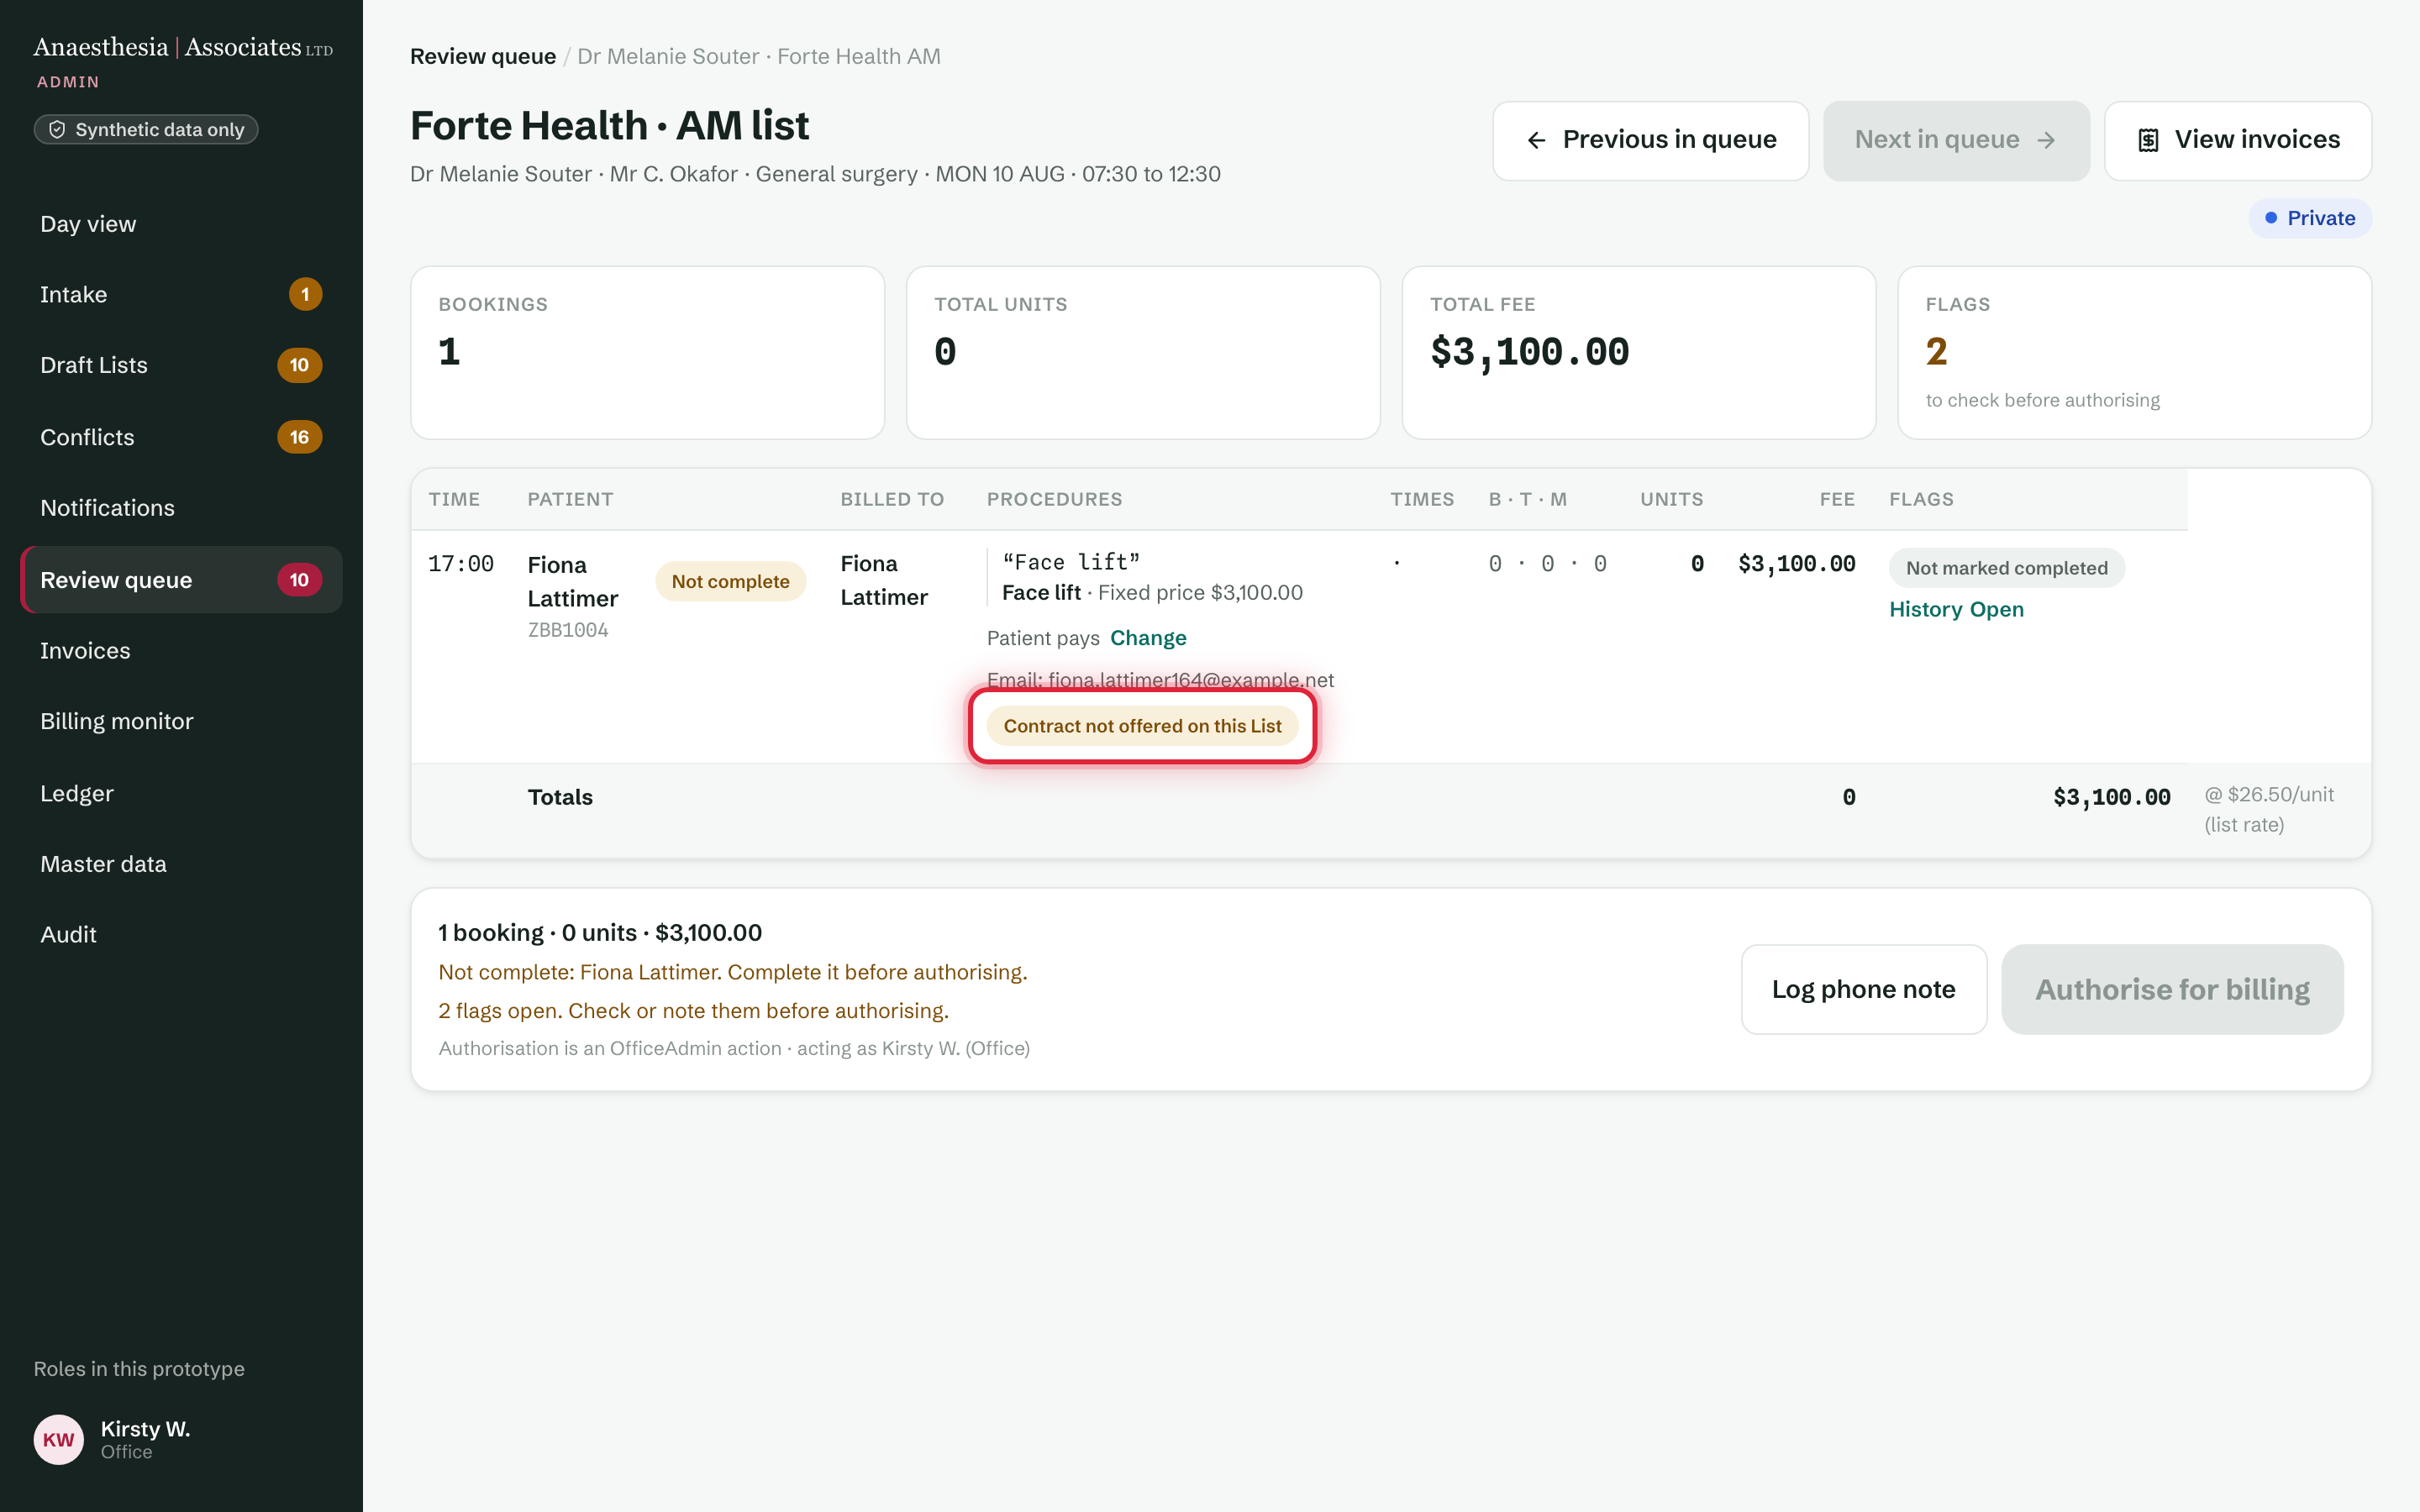 Anaesthesia | Associates LTD
ADMIN
Synthetic data only
Day view
Intake 1
Draft Lists 10
Conflicts 16
Notifications
Review queue 10
Invoices
Billing monitor
Ledger
Master data
Audit
Roles in this prototype
KW Kirsty W.
Office
Review queue / Dr Melanie Souter · Forte Health AM
Forte Health · AM list
Dr Melanie Souter · Mr C. Okafor · General surgery · MON 10 AUG · 07:30 to 12:30
← Previous in queue
Next in queue →
View invoices
Private
BOOKINGS
1
TOTAL UNITS
0
TOTAL FEE
$3,100.00
FLAGS
2
to check before authorising
TIME PATIENT BILLED TO PROCEDURES TIMES B · T · M UNITS FEE FLAGS
17:00
Fiona
Lattimer
ZBB1004
Not complete
Fiona
Lattimer
“Face lift”
Face lift · Fixed price $3,100.00
Patient pays Change
Email: fiona.lattimer164@example.net
Contract not offered on this List
·
0 · 0 · 0
0
$3,100.00
Not marked completed
History Open
Totals 0 $3,100.00 @ $26.50/unit
(list rate)
1 booking · 0 units · $3,100.00
Not complete: Fiona Lattimer. Complete it before authorising.
2 flags open. Check or note them before authorising.
Authorisation is an OfficeAdmin action · acting as Kirsty W. (Office)
Log phone note
Authorise for billing